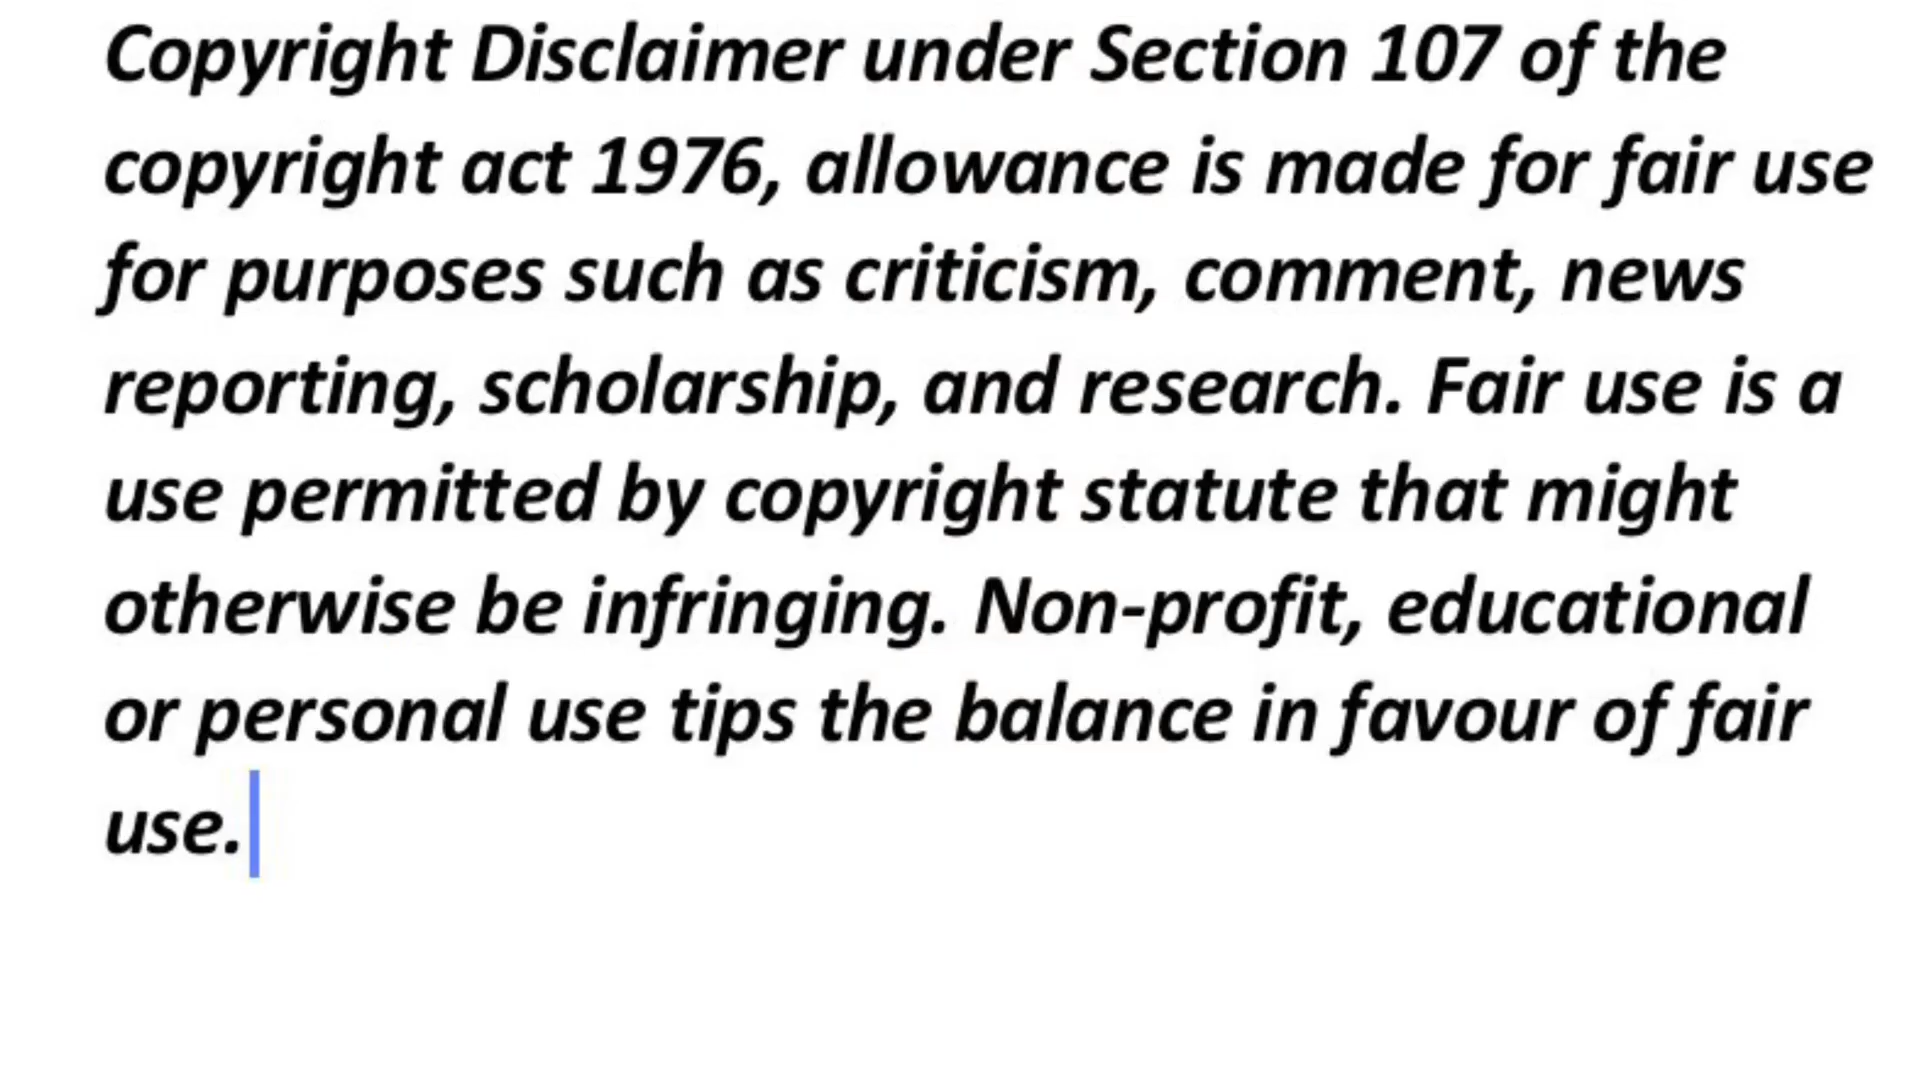 Copyright Disclaimer under Section 107 of the
copyright act 1976, allowance is made for fair use
for purposes such as criticism, comment, news
reporting, scholarship, and research. Fair use is a
use permitted by copyright statute that might
otherwise be infringing. Non-profit, educational
or personal use tips the balance in favour of fair
use.